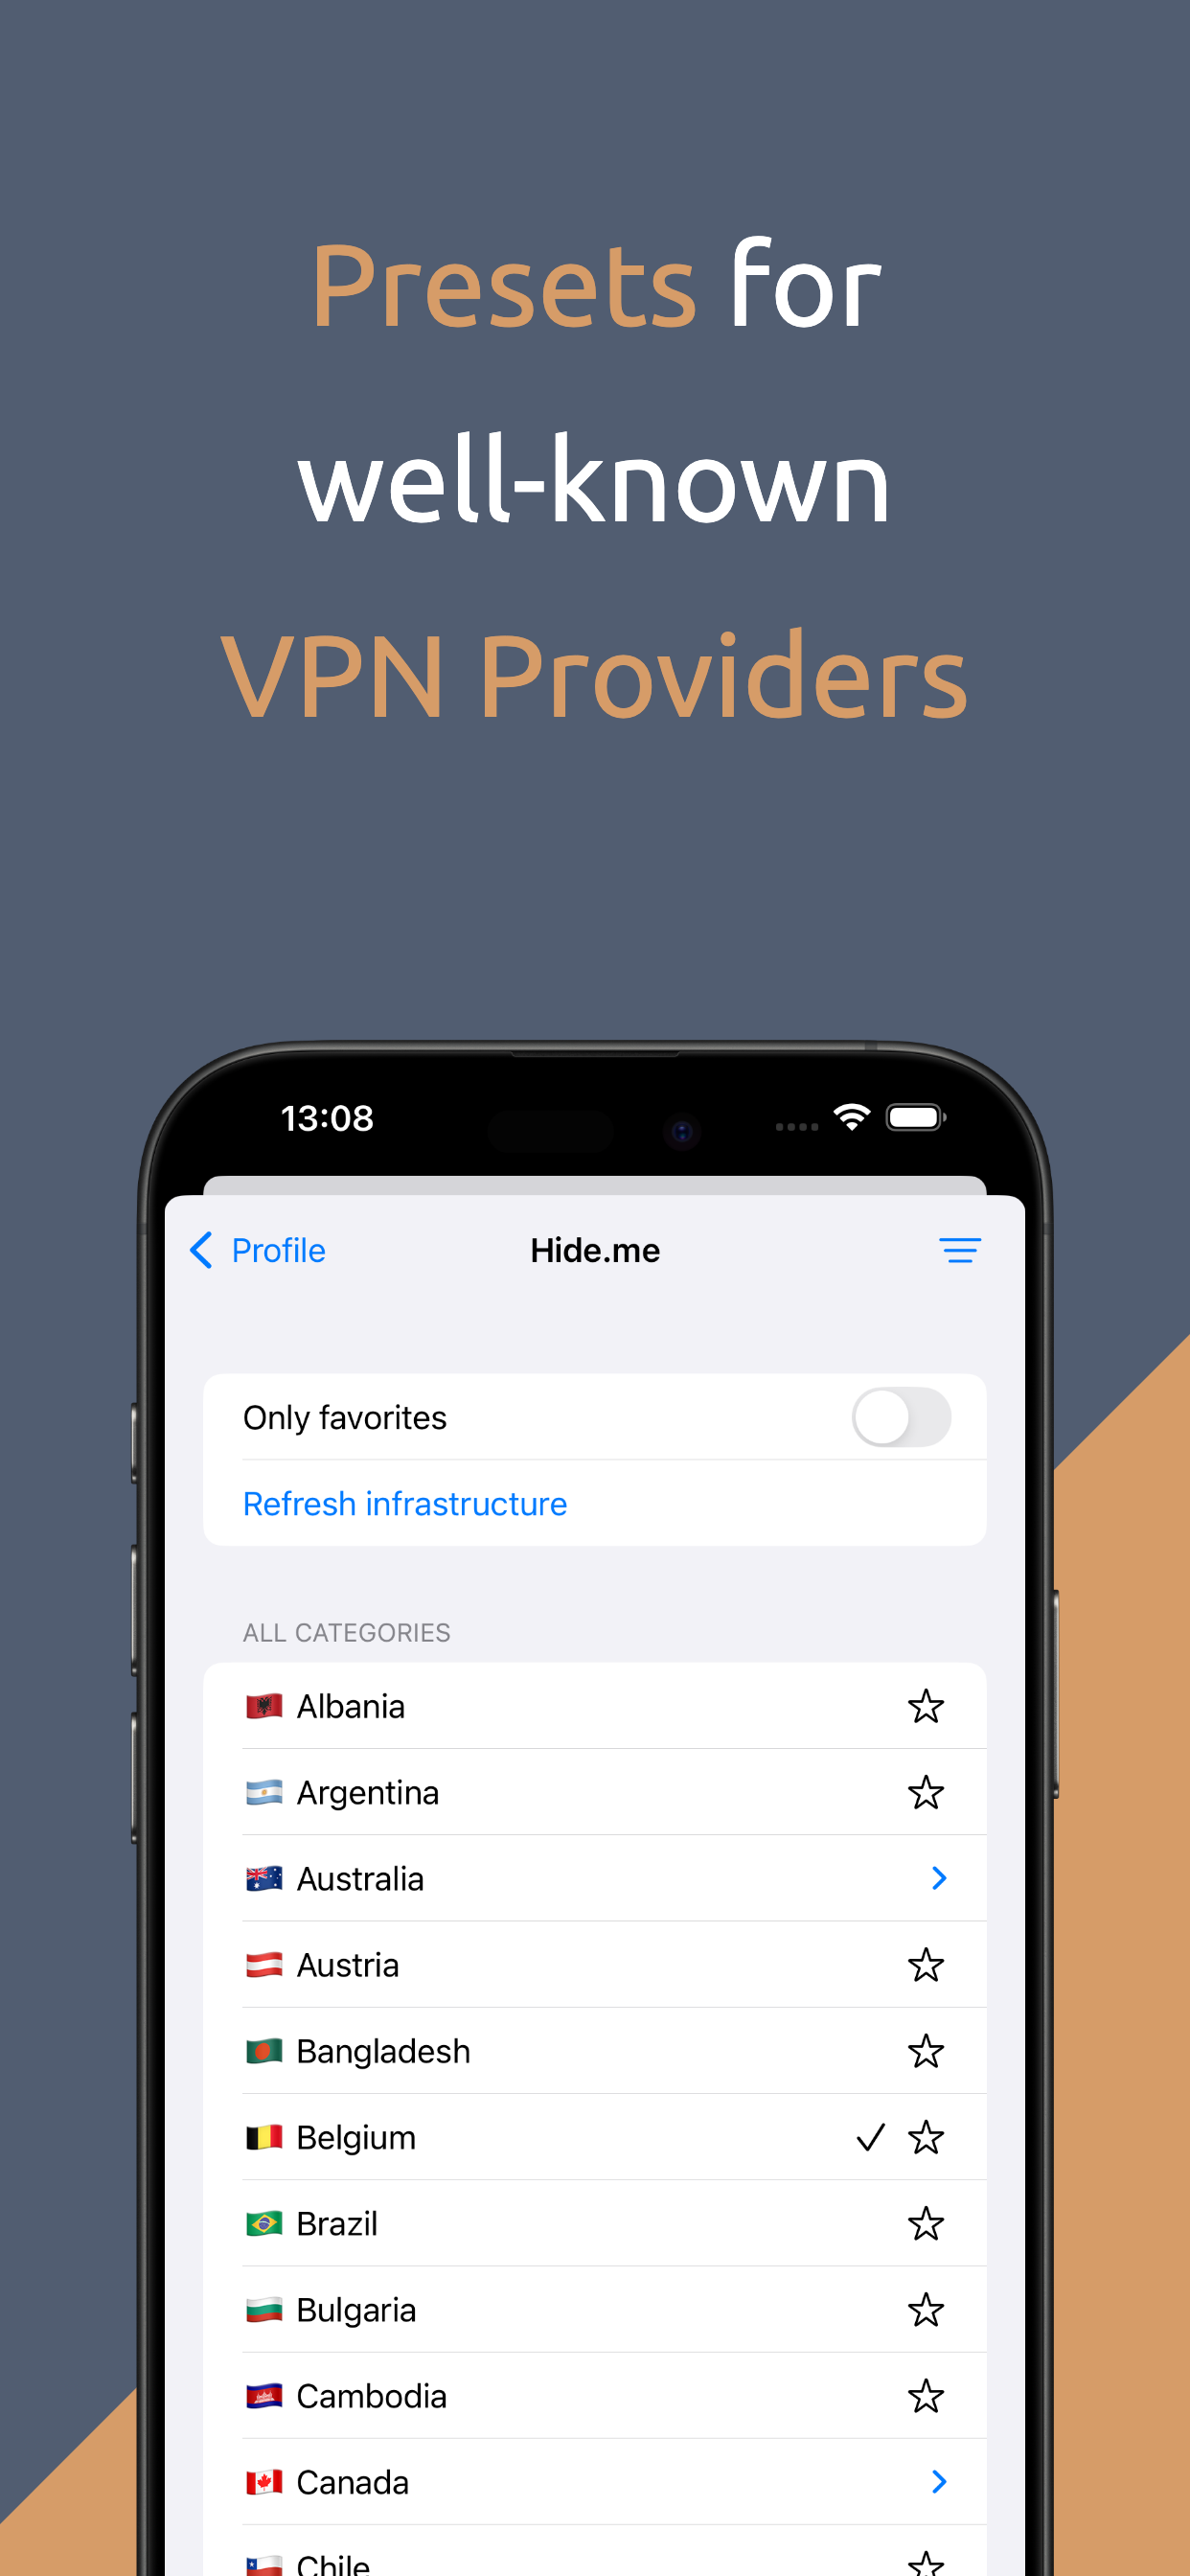 Presets for
well-known
VPN Providers
13:08
Profile
Hide.me
Only favorites
Refresh infrastructure
ALL CATEGORIES
Albania
Argentina
Australia
Austria
Bangladesh
Belgium
Brazil
Bulgaria
Cambodia
Canada
Chile